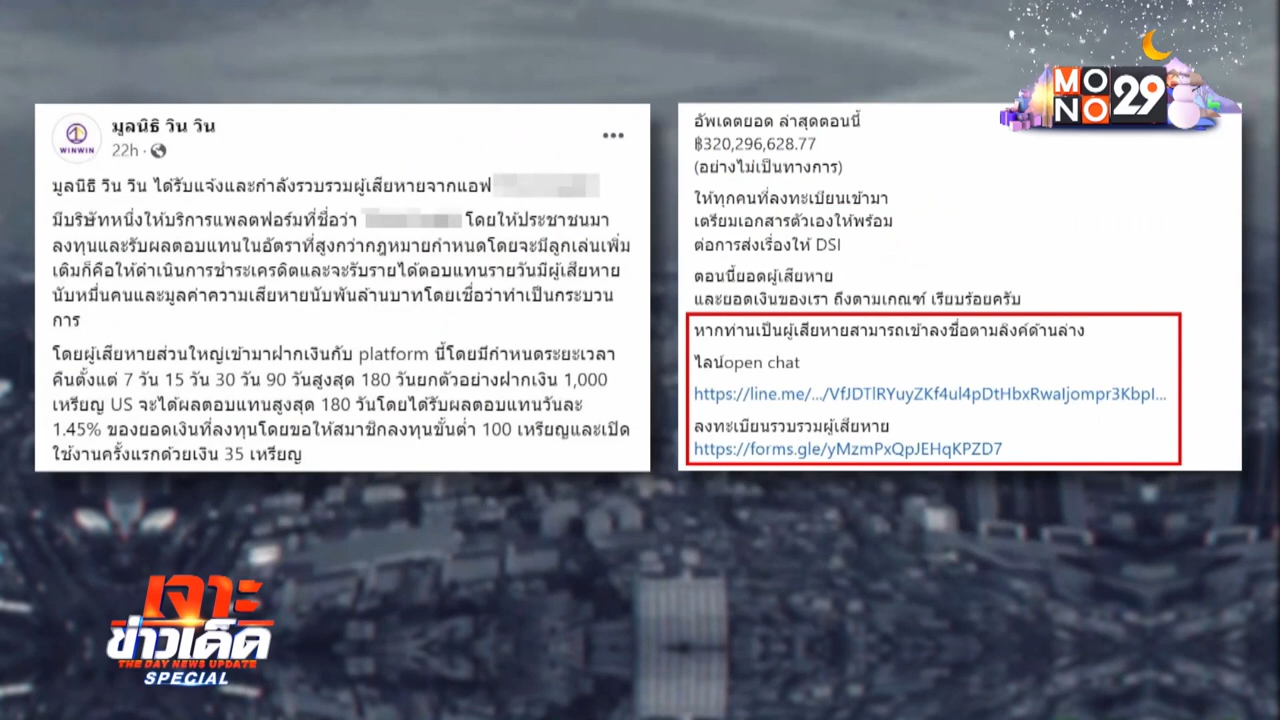 MONO 29
มูลนิธิ วิน วิน
WINWIN
22h ·
มูลนิธิ วิน วิน ได้รับแจ้งและกำลังรวบรวมผู้เสียหายจากแอฟ
มีบริษัทหนึ่งให้บริการแพลตฟอร์มที่ชื่อว่า โดยให้ประชาชนมา
ลงทุนและรับผลตอบแทนในอัตราที่สูงกว่ากฎหมายกำหนดโดยจะมีลูกเล่นเพิ่ม
เติมก็คือให้ดำเนินการชำระเครดิตและจะรับรายได้ตอบแทนรายวันมีผู้เสียหาย
นับหมื่นคนและมูลค่าความเสียหายนับพันล้านบาทโดยเชื่อว่าทำเป็นกระบวน
การ
โดยผู้เสียหายส่วนใหญ่เข้ามาฝากเงินกับ platform นี้โดยมีกำหนดระยะเวลา
คืนตั้งแต่ 7 วัน 15 วัน 30 วัน 90 วันสูงสุด 180 วันยกตัวอย่างฝากเงิน 1,000
เหรียญ US จะได้ผลตอบแทนสูงสุด 180 วันโดยได้รับผลตอบแทนวันละ
1.45% ของยอดเงินที่ลงทุนโดยขอให้สมาชิกลงทุนขั้นต่ำ 100 เหรียญและเปิด
ใช้งานครั้งแรกด้วยเงิน 35 เหรียญ
อัพเดตยอด ล่าสุดตอนนี้
฿320,296,628.77
(อย่างไม่เป็นทางการ)
ให้ทุกคนที่ลงทะเบียนเข้ามา
เตรียมเอกสารตัวเองให้พร้อม
ต่อการส่งเรื่องให้ DSI
ตอนนี้ยอดผู้เสียหาย
และยอดเงินของเรา ถึงตามเกณฑ์ เรียบร้อยครับ
หากท่านเป็นผู้เสียหายสามารถเข้าลงชื่อตามลิงค์ด้านล่าง
ไลน์open chat
https://line.me/.../VfJDTlRYuyZKf4ul4pDtHbxRwaIjompr3KbpI...
ลงทะเบียนรวบรวมผู้เสียหาย
https://forms.gle/yMzmPxQpJEHqKPZD7
เจาะ
ข่าวเด็ด
THE DAY NEWS UPDATE
SPECIAL